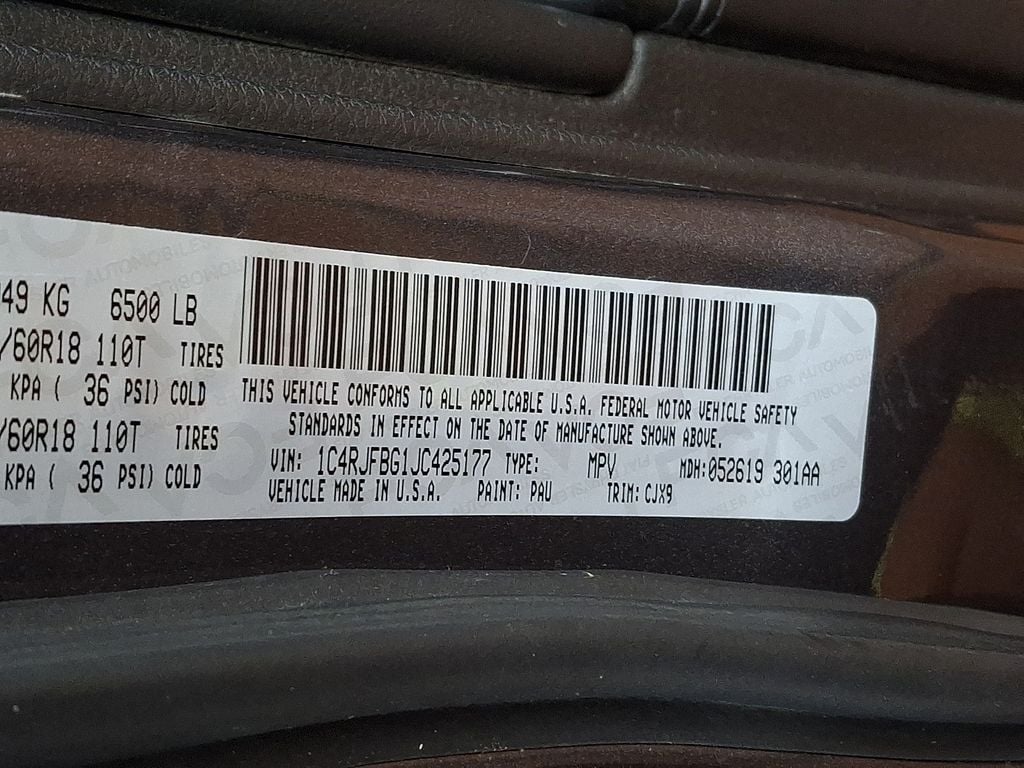 49 KG 6500 LB
/60R18 110T TIRES
KPA ( 36 PSI) COLD
/60R18 110T TIRES
KPA ( 36 PSI) COLD
THIS VEHICLE CONFORMS TO ALL APPLICABLE U.S.A. FEDERAL MOTOR VEHICLE SAFETY
STANDARDS IN EFFECT ON THE DATE OF MANUFACTURE SHOWN ABOVE.
VIN: 1C4RJFBG1JC425177 TYPE: MPV MDH:052619 301AA
VEHICLE MADE IN U.S.A. PAINT: PAU TRIM: CJX9